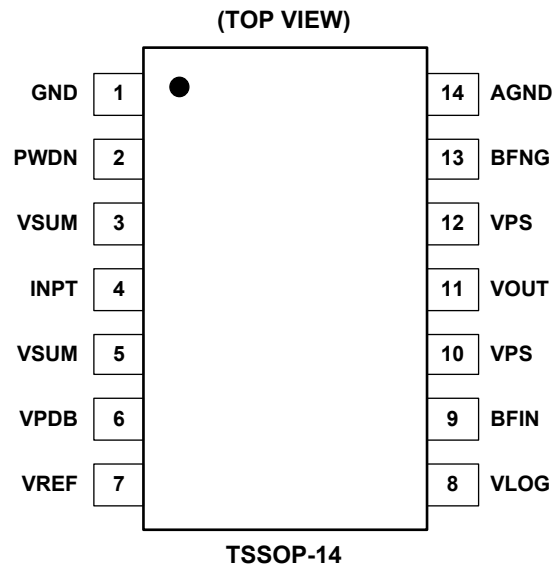 (TOP VIEW)
GND 1 14 AGND
PWDN 2 13 BFNG
VSUM 3 12 VPS
INPT 4 11 VOUT
VSUM 5 10 VPS
VPDB 6 9 BFIN
VREF 7 8 VLOG
TSSOP-14